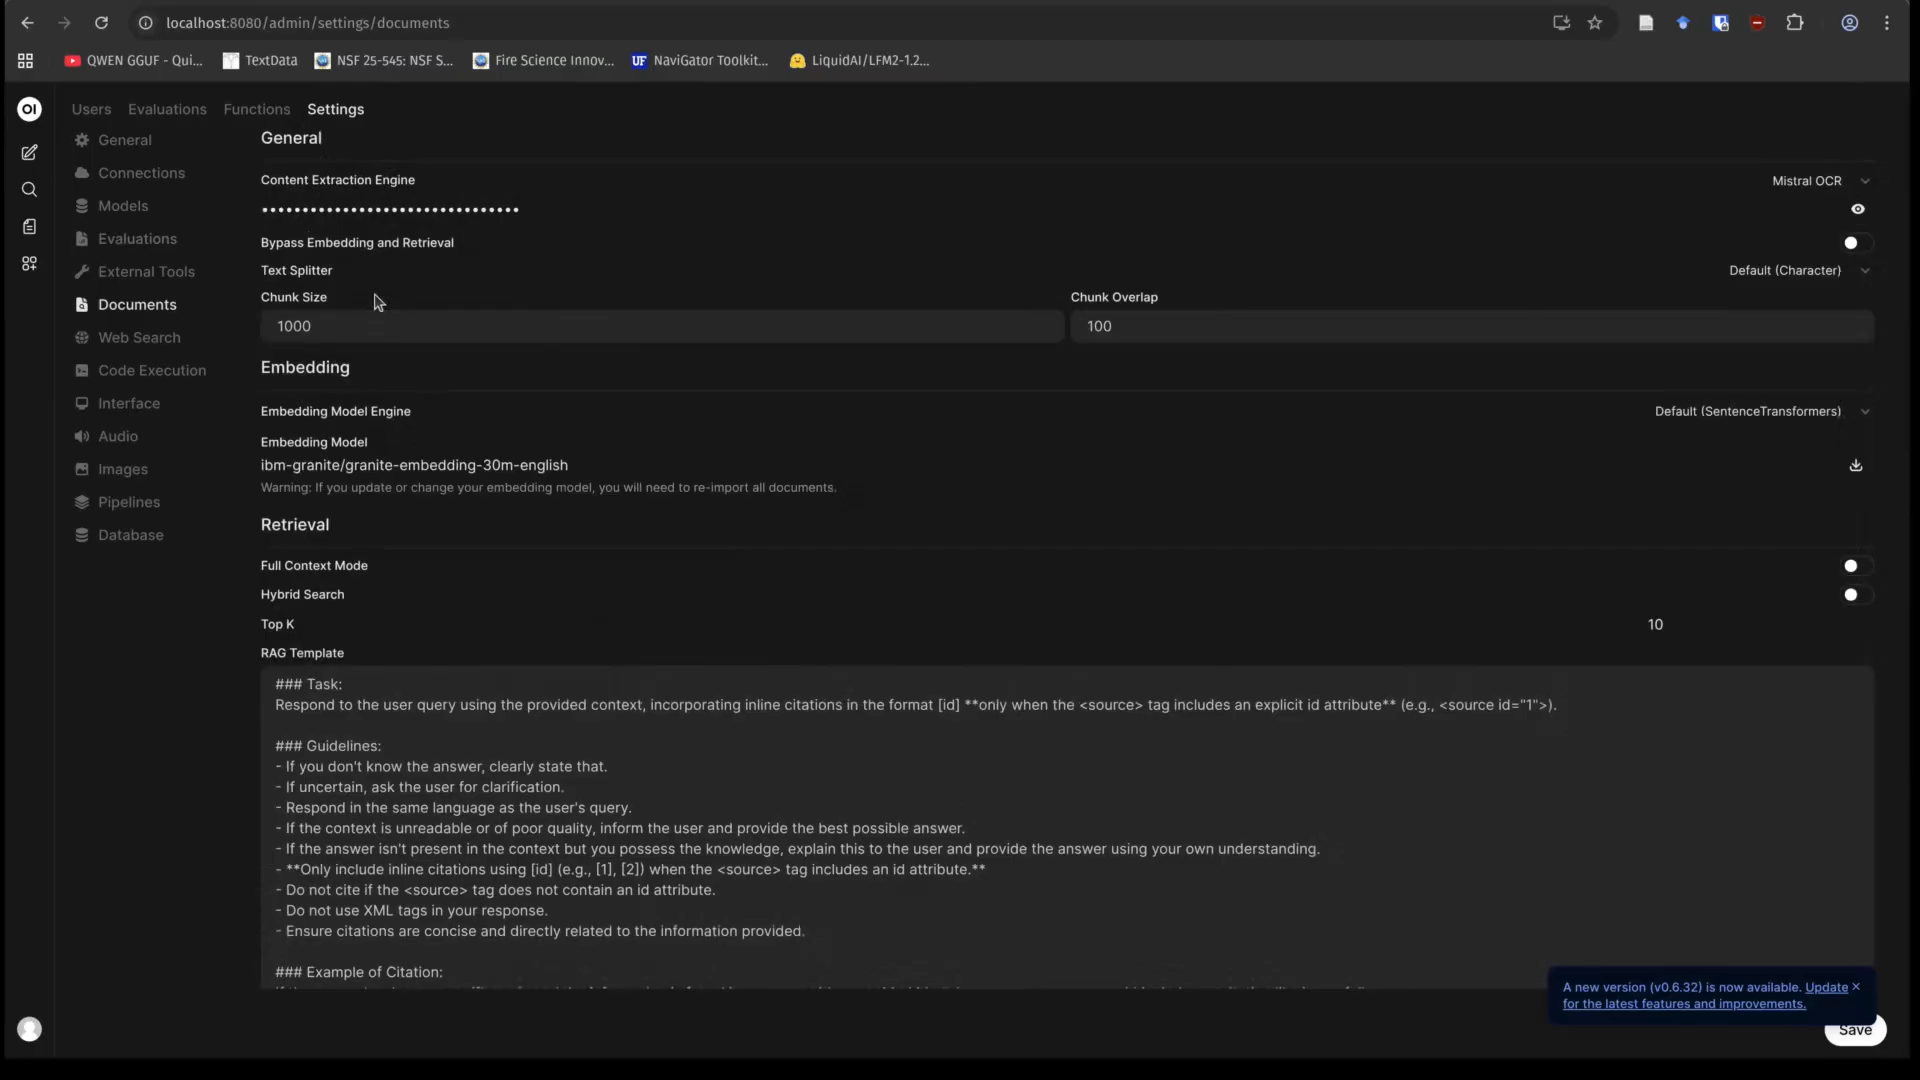 localhost:8080/admin/settings/documents
QWEN GGUF - Qui...
TextData
NSF 25-545: NSF S...
Fire Science Innov...
UF NaviGator Toolkit...
LiquidAI/LFM2-1.2...
OI
Users Evaluations Functions Settings
General
Connections
Models
Evaluations
External Tools
Documents
Web Search
Code Execution
Interface
Audio
Images
Pipelines
Database
General
Content Extraction Engine Mistral OCR
Bypass Embedding and Retrieval
Text Splitter Default (Character)
Chunk Size Chunk Overlap
1000 100
Embedding
Embedding Model Engine Default (SentenceTransformers)
Embedding Model
ibm-granite/granite-embedding-30m-english
Warning: If you update or change your embedding model, you will need to re-import all documents.
Retrieval
Full Context Mode
Hybrid Search
Top K 10
RAG Template
### Task:
Respond to the user query using the provided context, incorporating inline citations in the format [id] **only when the <source> tag includes an explicit id attribute** (e.g., <source id="1">).
### Guidelines:
- If you don't know the answer, clearly state that.
- If uncertain, ask the user for clarification.
- Respond in the same language as the user's query.
- If the context is unreadable or of poor quality, inform the user and provide the best possible answer.
- If the answer isn't present in the context but you possess the knowledge, explain this to the user and provide the answer using your own understanding.
- **Only include inline citations using [id] (e.g., [1], [2]) when the <source> tag includes an id attribute.**
- Do not cite if the <source> tag does not contain an id attribute.
- Do not use XML tags in your response.
- Ensure citations are concise and directly related to the information provided.
### Example of Citation:
A new version (v0.6.32) is now available. Update
for the latest features and improvements.
Save